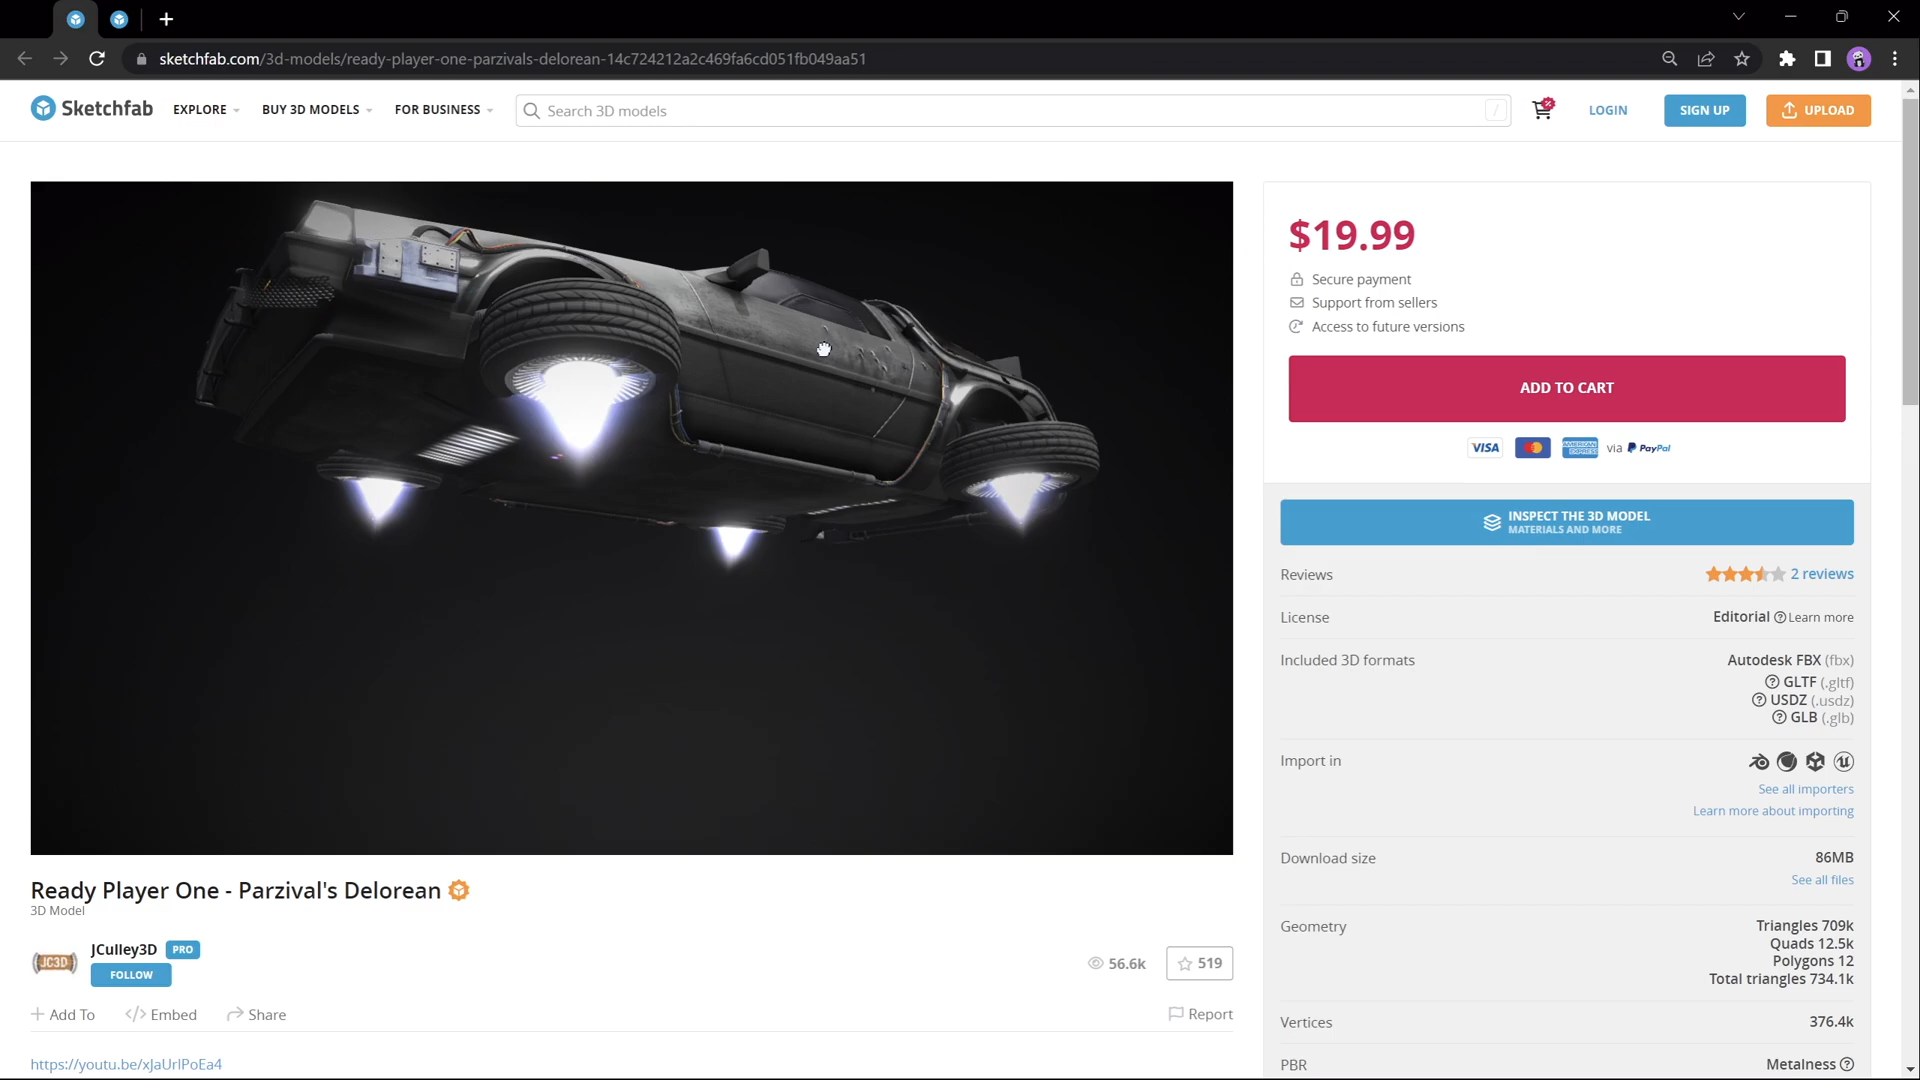 sketchfab.com/3d-models/ready-player-one-parzivals-delorean-14c724212a2c469fa6cd051fb049aa51
Sketchfab EXPLORE BUY 3D MODELS FOR BUSINESS Search 3D models / LOGIN SIGN UP UPLOAD
$19.99
Secure payment
Support from sellers
Access to future versions
ADD TO CART
VISA AMERICAN EXPRESS via PayPal
INSPECT THE 3D MODEL
MATERIALS AND MORE
Reviews 2 reviews
License Editorial Learn more
Included 3D formats Autodesk FBX (fbx)
GLTF (.gltf)
USDZ (.usdz)
GLB (.glb)
Import in
See all importers
Learn more about importing
Download size 86MB
See all files
Geometry Triangles 709k
Quads 12.5k
Polygons 12
Total triangles 734.1k
Vertices 376.4k
PBR Metalness
Ready Player One - Parzival's Delorean
3D Model
JC3D JCulley3D PRO
FOLLOW
56.6k 519
Add To Embed Share Report
https://youtu.be/xJaUrlPoEa4